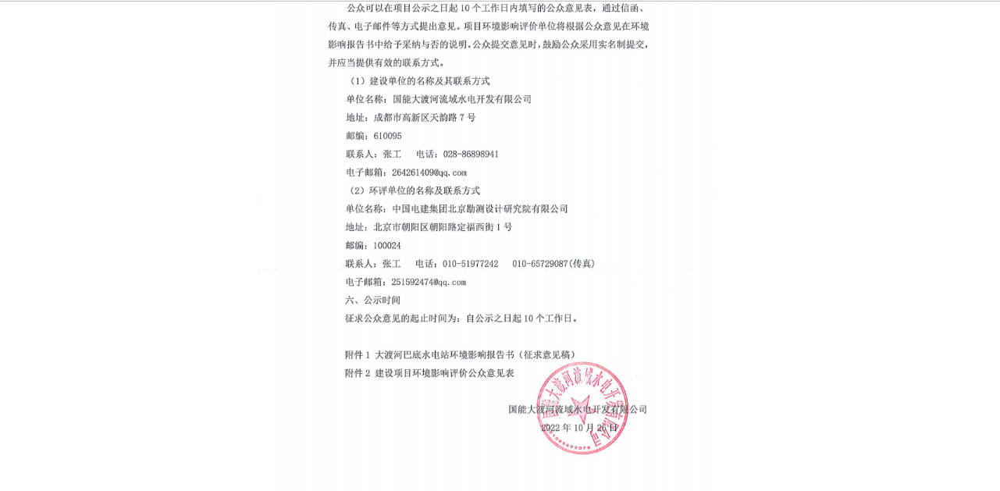 公众可以在项目公示之日起 10 个工作日内填写的公众意见表，通过信函、
传真、电子邮件等方式提出意见。项目环境影响评价单位将根据公众意见在环境
影响报告书中给予采纳与否的说明。公众提交意见时，鼓励公众采用实名制提交，
并应当提供有效的联系方式。
（1）建设单位的名称及其联系方式
单位名称：国能大渡河流域水电开发有限公司
地址：成都市高新区天韵路 7 号
邮编：610095
联系人：张工 电话：028-86898941
电子邮箱：264261409@qq.com
（2）环评单位的名称及联系方式
单位名称：中国电建集团北京勘测设计研究院有限公司
地址：北京市朝阳区朝阳路定福西街 1 号
邮编：100024
联系人：张工 电话：010-51977242 010-65729087(传真)
电子邮箱：251592474@qq.com
六、公示时间
征求公众意见的起止时间为：自公示之日起 10 个工作日。
附件 1 大渡河巴底水电站环境影响报告书（征求意见稿）
附件 2 建设项目环境影响评价公众意见表
国能大渡河流域水电开发有限公司
国能大渡河流域水电开发有限公司
2022 年 10 月 26 日